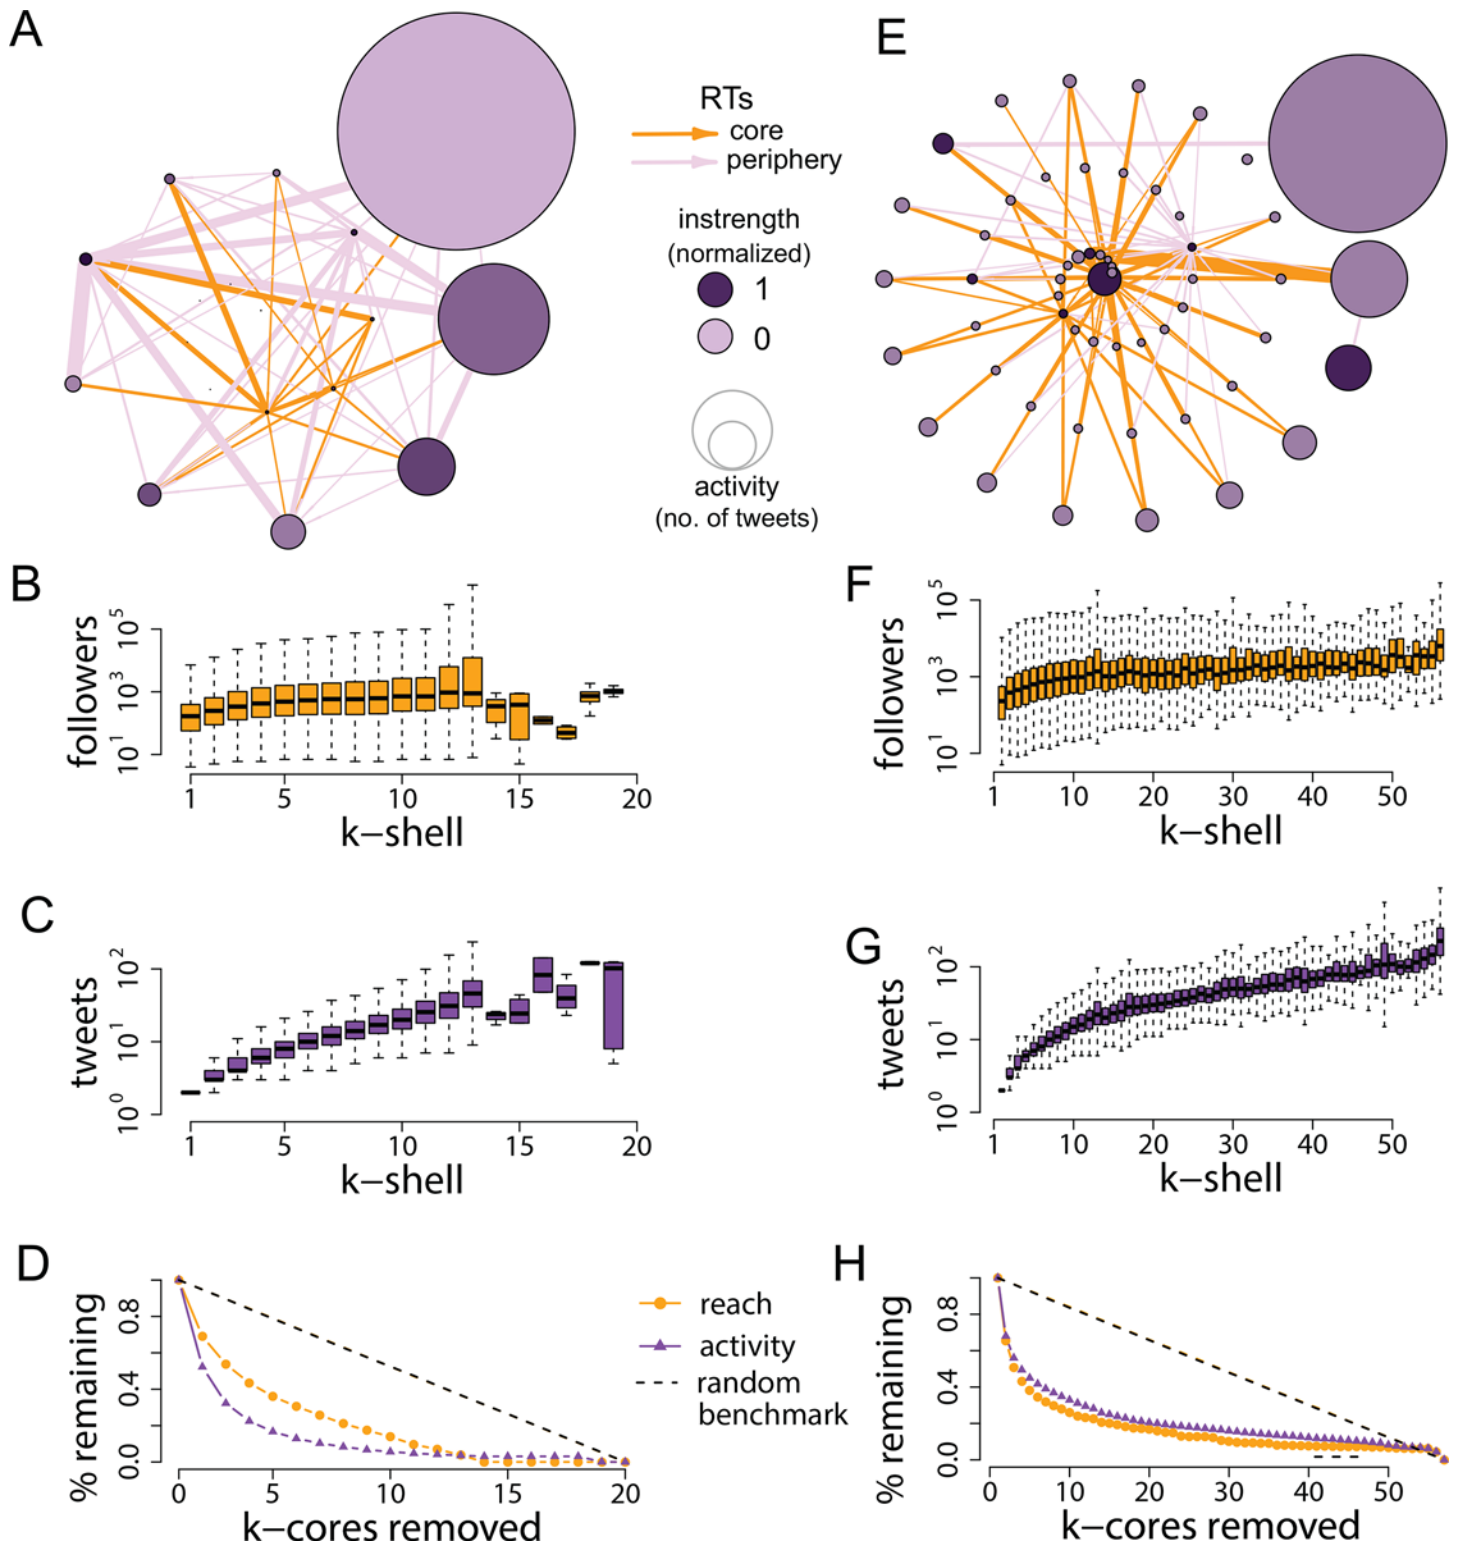 A
E
RTs
core
periphery
instrength
(normalized)
1
0
activity
(no. of tweets)
B
followers
10^1 10^3 10^5
1 5 10 15 20
k-shell
F
followers
10^1 10^3 10^5
1 10 20 30 40 50
k-shell
C
tweets
10^0 10^1 10^2
1 5 10 15 20
k-shell
G
tweets
10^0 10^1 10^2
1 10 20 30 40 50
k-shell
D
% remaining
0.0 0.4 0.8
0 5 10 15 20
k-cores removed
reach
activity
random
benchmark
H
% remaining
0.0 0.4 0.8
0 10 20 30 40 50
k-cores removed